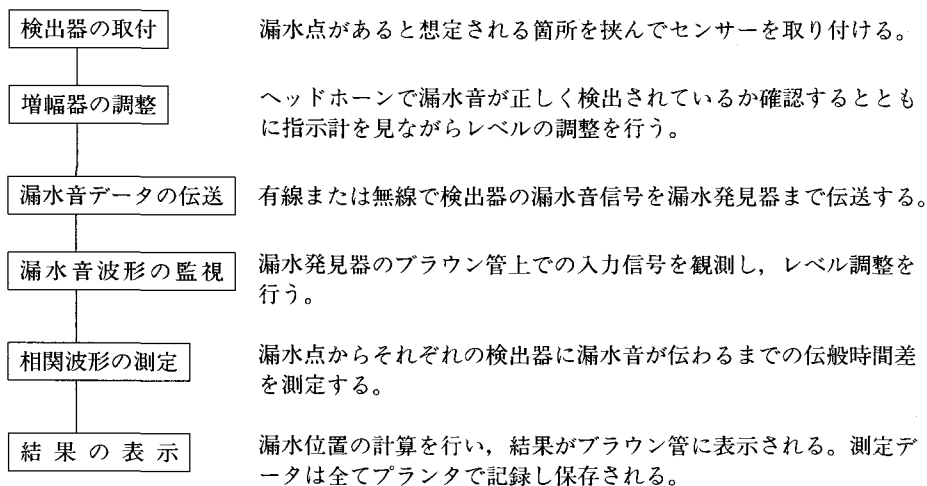 検出器の取付
漏水点があると想定される箇所を挟んでセンサーを取り付ける。
増幅器の調整
ヘッドホーンで漏水音が正しく検出されているか確認するととも
に指示計を見ながらレベルの調整を行う。
漏水音データの伝送
有線または無線で検出器の漏水音信号を漏水発見器まで伝送する。
漏水音波形の監視
漏水発見器のブラウン管上での入力信号を観測し，レベル調整を
行う。
相関波形の測定
漏水点からそれぞれの検出器に漏水音が伝わるまでの伝般時間差
を測定する。
結果の表示
漏水位置の計算を行い，結果がブラウン管に表示される。測定デ
ータは全てプランタで記録し保存される。